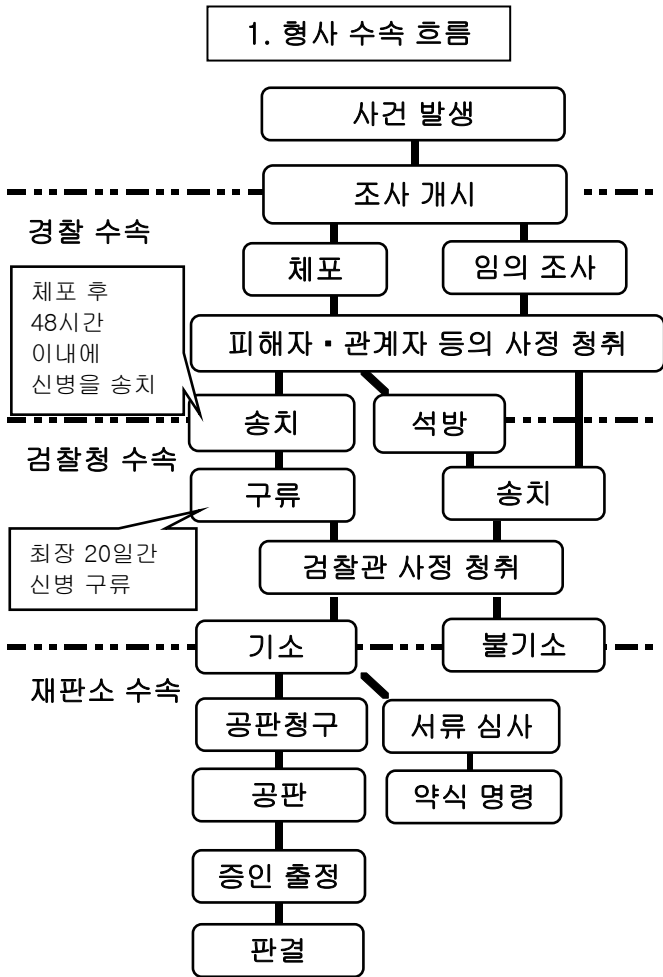 1. 형사 수속 흐름
사건 발생
조사 개시
경찰 수속
체포
임의 조사
체포 후
48시간
이내에
신병을 송치
피해자▪관계자 등의 사정 청취
송치
석방
검찰청 수속
구류
송치
최장 20일간
신병 구류
검찰관 사정 청취
기소
불기소
재판소 수속
공판청구
서류 심사
공판
약식 명령
증인 출정
판결